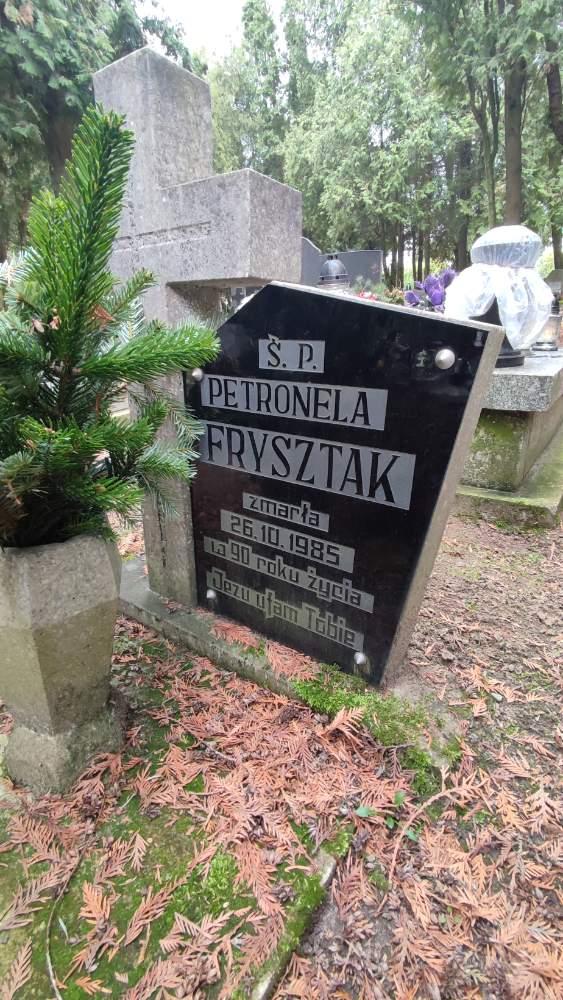 Ś. P.
PETRONELA
FRYSZTAK
zmarła
26.10.1985
w 90 roku życia
Jezu ufam Tobie